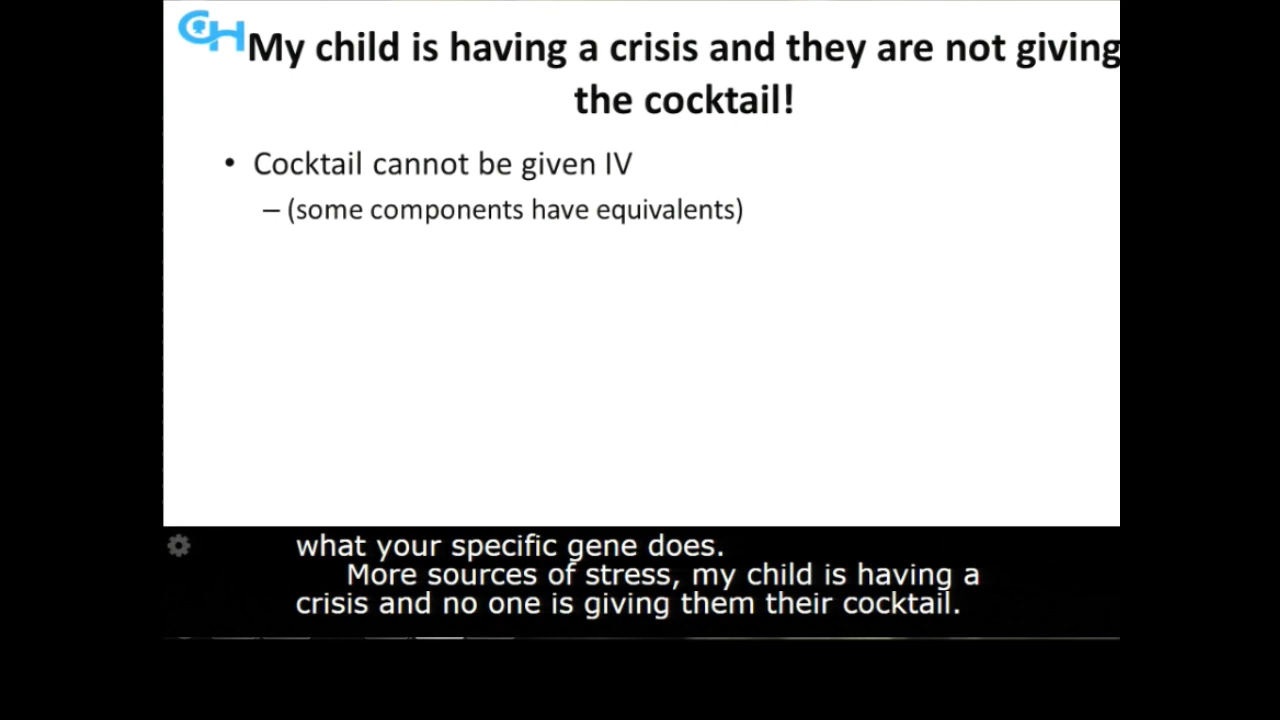 CH
My child is having a crisis and they are not giving
the cocktail!
• Cocktail cannot be given IV
– (some components have equivalents)
what your specific gene does.
More sources of stress, my child is having a
crisis and no one is giving them their cocktail.